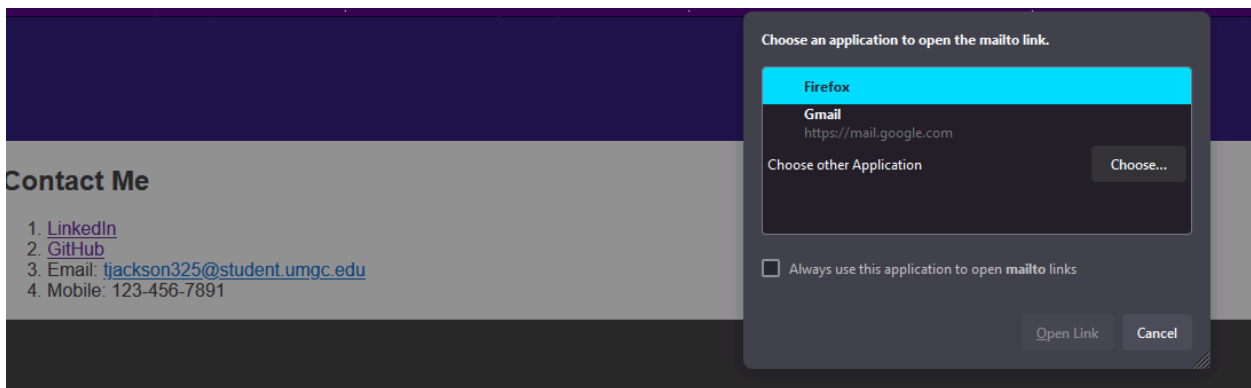 Contact Me
1. LinkedIn
2. GitHub
3. Email: tjackson325@student.umgc.edu
4. Mobile: 123-456-7891
Choose an application to open the mailto link.
Firefox
Gmail
https://mail.google.com
Choose other Application
Choose...
Always use this application to open mailto links
Open Link
Cancel